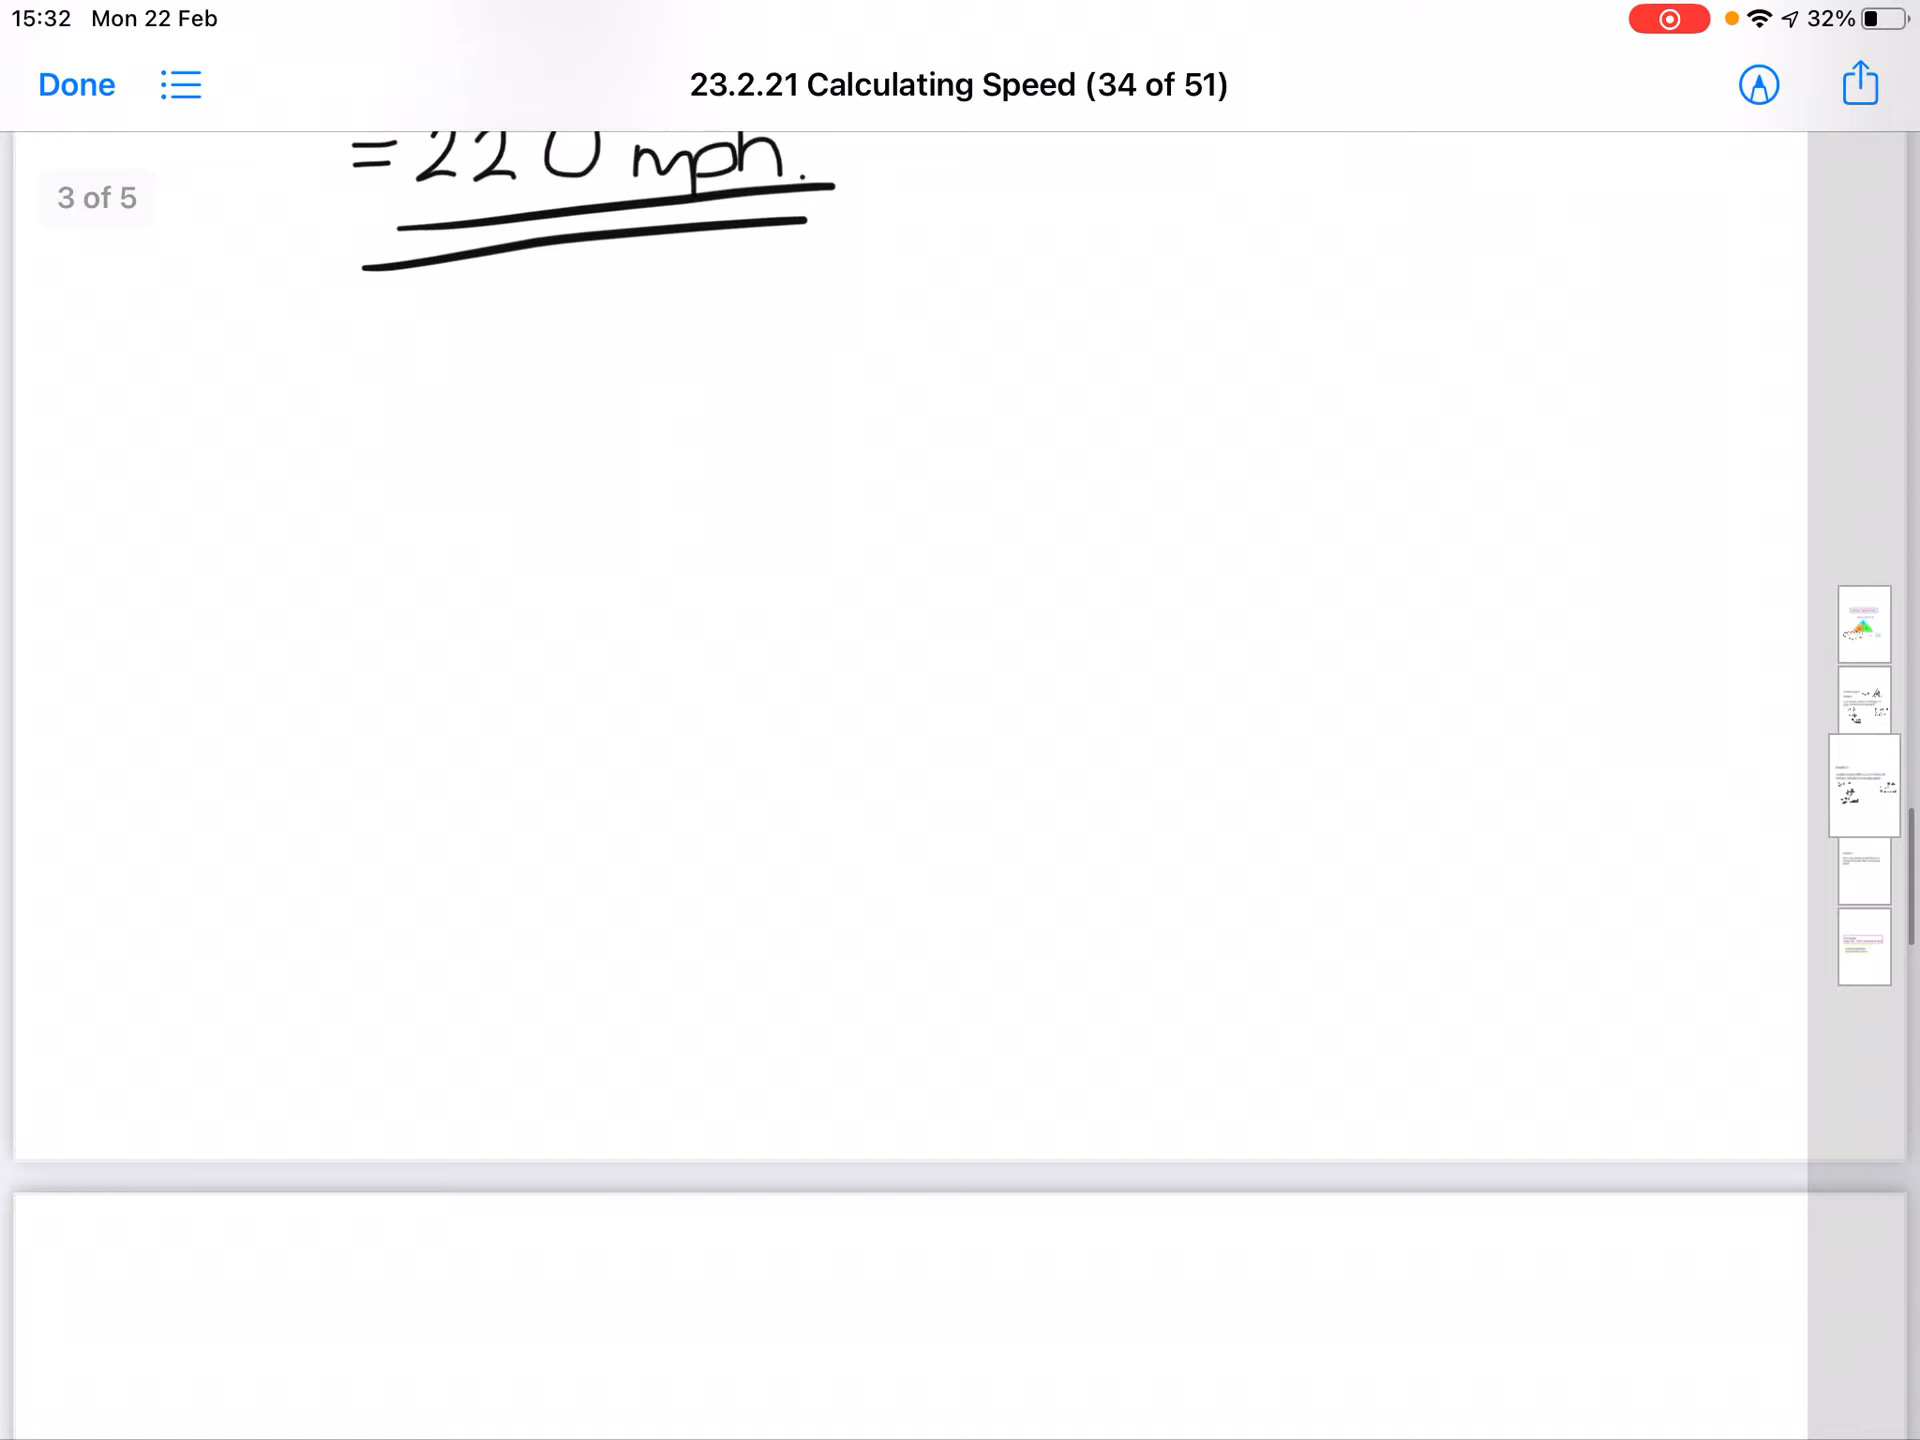 15:32 Mon 22 Feb
32%
Done
23.2.21 Calculating Speed (34 of 51)
= 220 mph.
3 of 5